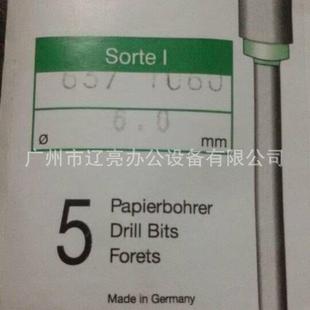 Sorte I
6.0
ø mm
广州市辽亮办公设备有限公司
5
Papierbohrer
Drill Bits
Forets
Made in Germany